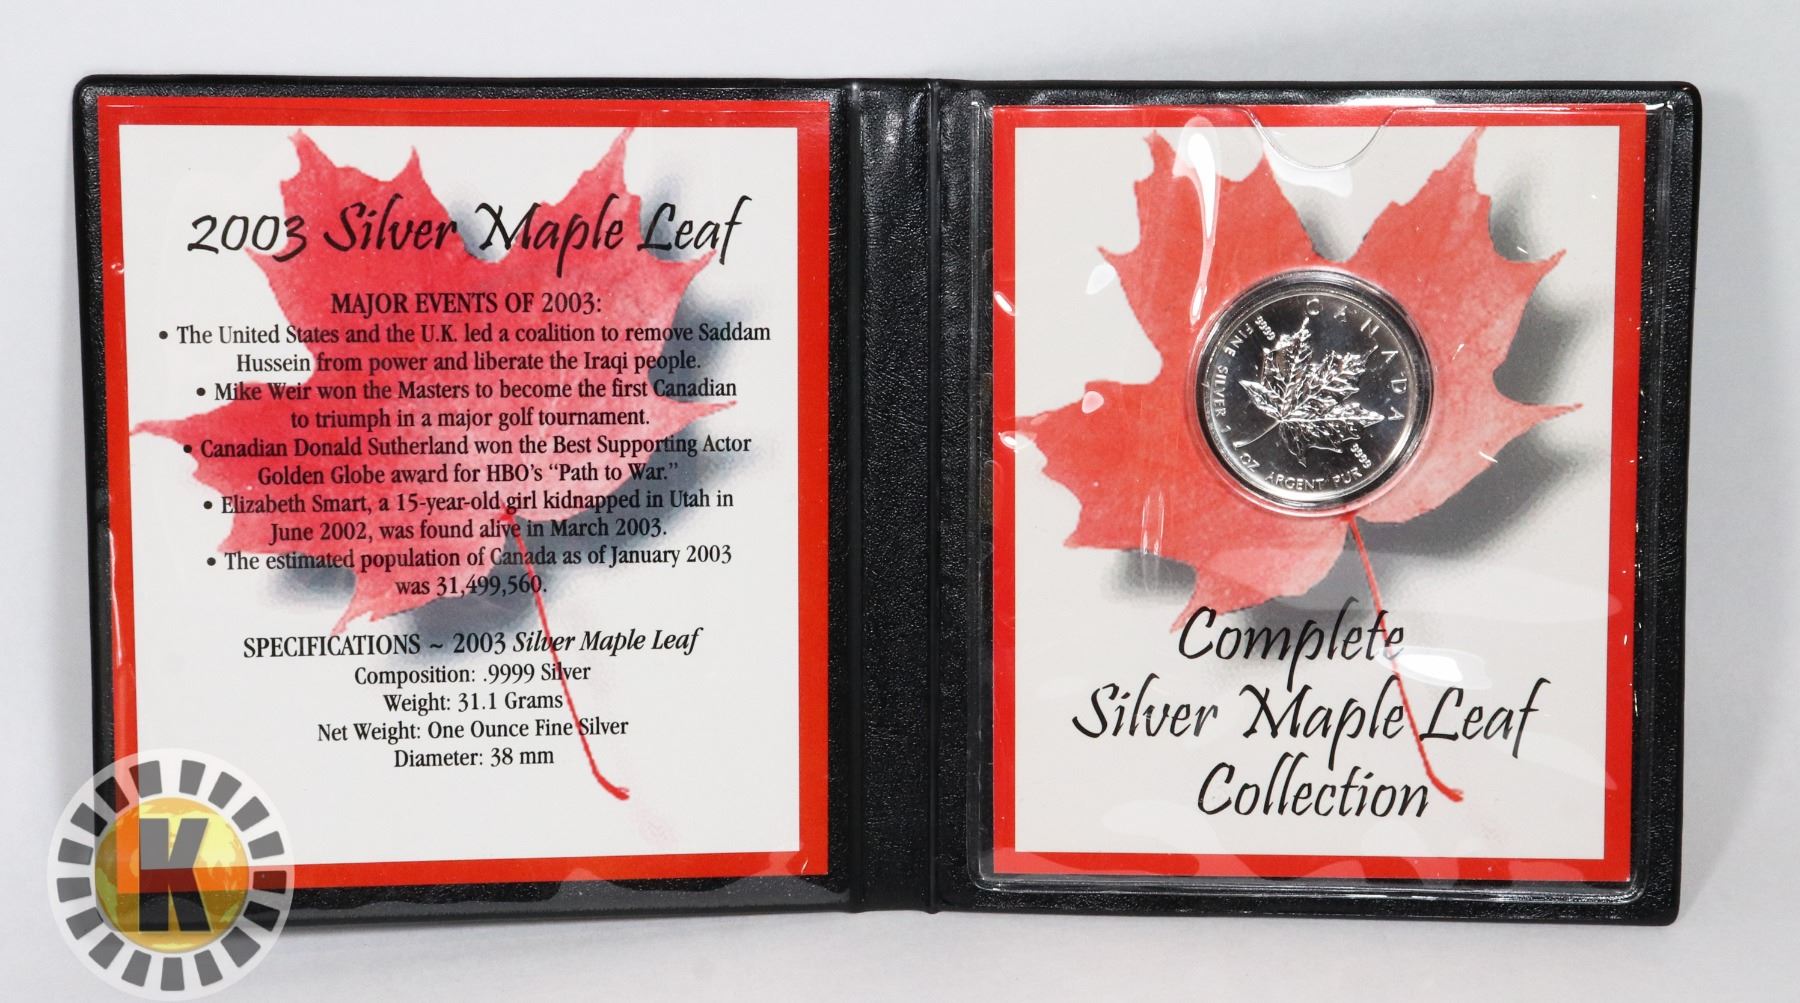 2003 Silver Maple Leaf
MAJOR EVENTS OF 2003:
• The United States and the U.K. led a coalition to remove Saddam
Hussein from power and liberate the Iraqi people.
• Mike Weir won the Masters to become the first Canadian
to triumph in a major golf tournament.
• Canadian Donald Sutherland won the Best Supporting Actor
Golden Globe award for HBO's "Path to War."
• Elizabeth Smart, a 15-year-old girl kidnapped in Utah in
June 2002, was found alive in March 2003.
• The estimated population of Canada as of January 2003
was 31,499,560.
SPECIFICATIONS ~ 2003 Silver Maple Leaf
Composition: .9999 Silver
Weight: 31.1 Grams
Net Weight: One Ounce Fine Silver
Diameter: 38 mm
K
CANADA
9999
9999
FINE SILVER 1 OZ ARGENT PUR
Complete
Silver Maple Leaf
Collection